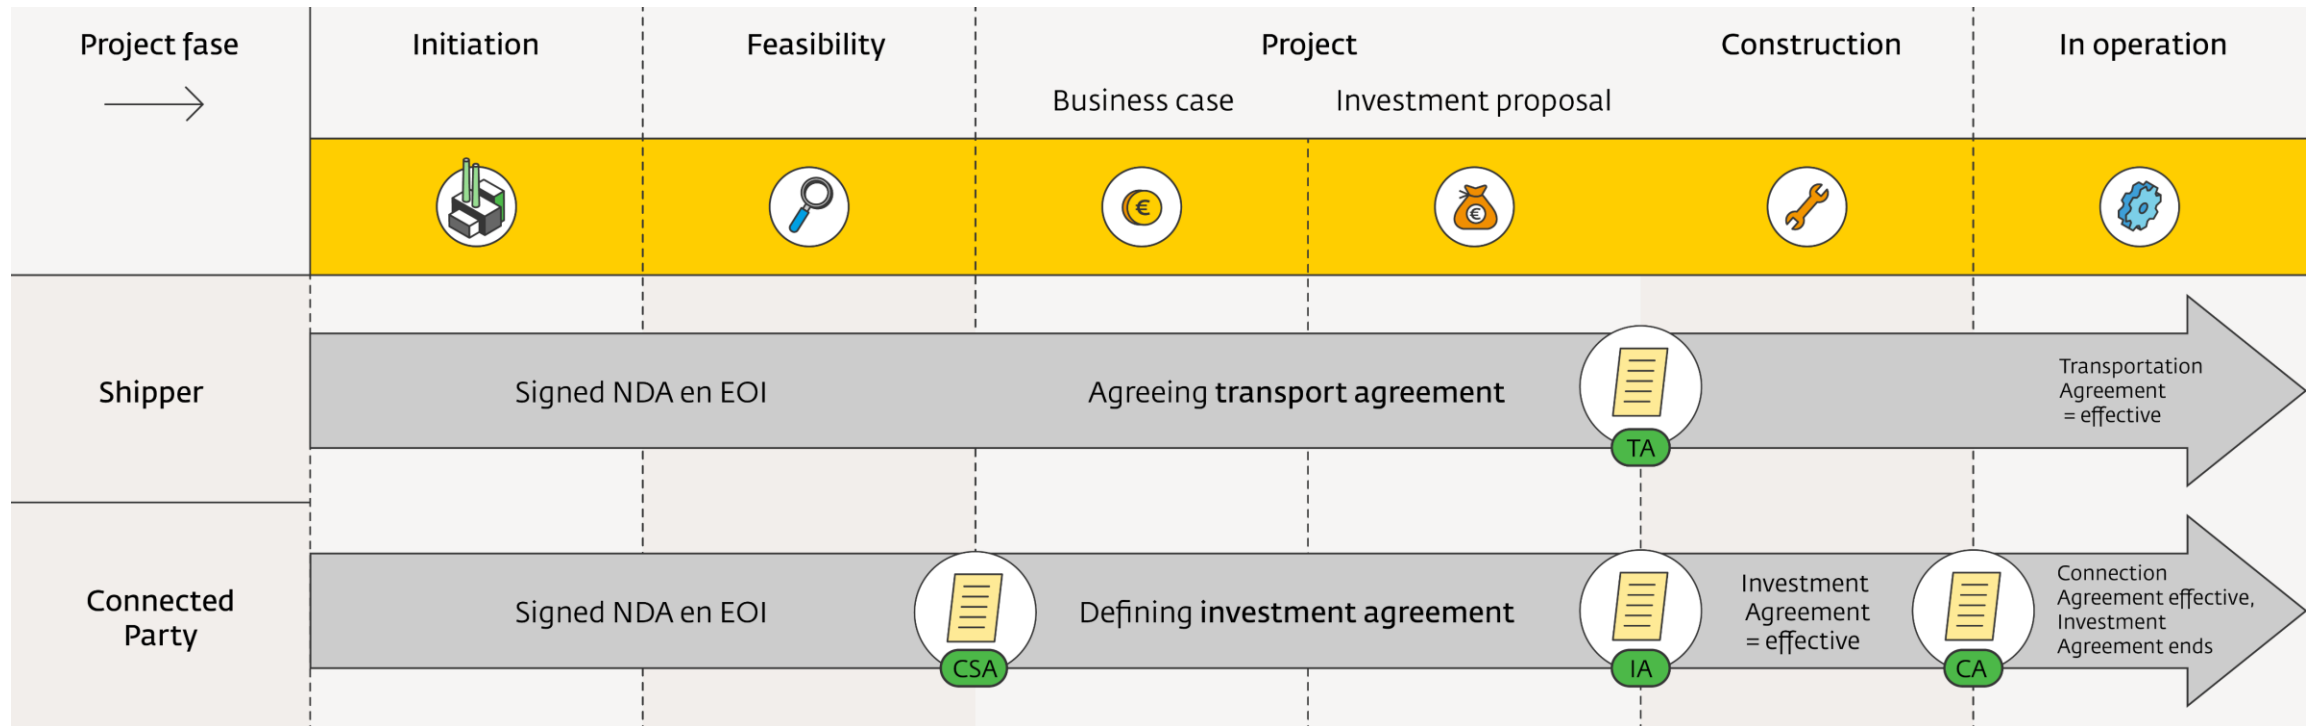 Project fase
Initiation
Feasibility
Project
Construction
In operation
Business case
Investment proposal
€
€
Shipper
Signed NDA en EOI
Agreeing transport agreement
TA
Transportation
Agreement
= effective
Connected
Party
Signed NDA en EOI
CSA
Defining investment agreement
IA
Investment
Agreement
= effective
CA
Connection
Agreement effective,
Investment
Agreement ends